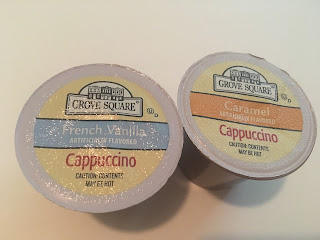 GROVE SQUARE
French Vanilla
ARTIFICIALLY FLAVORED
Cappuccino
CAUTION: CONTENTS
MAY BE HOT
GROVE SQUARE
Caramel
ARTIFICIALLY FLAVORED
Cappuccino
CAUTION: CONTENTS
MAY BE HOT